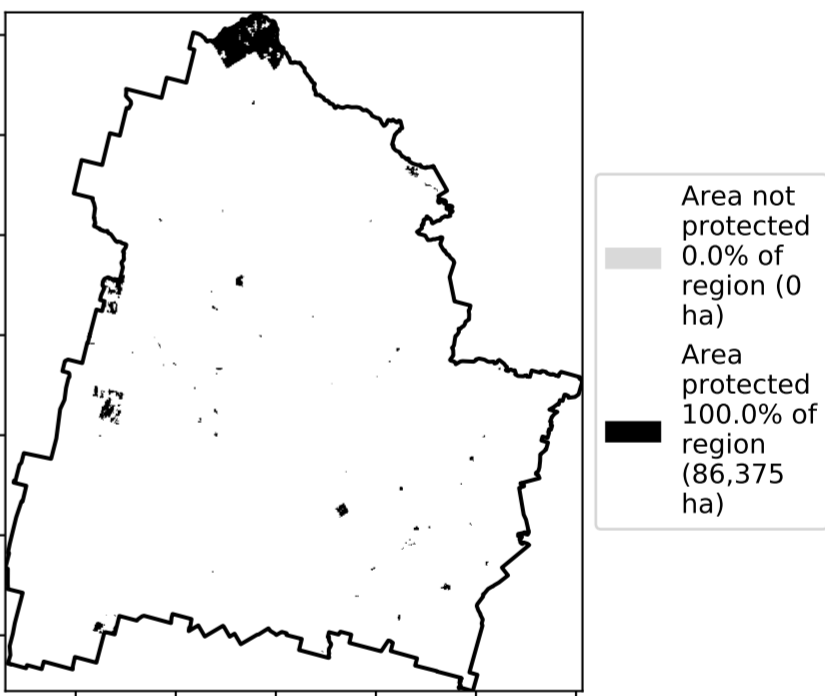 Area not
protected
0.0% of
region (0
ha)
Area
protected
100.0% of
region
(86,375
ha)